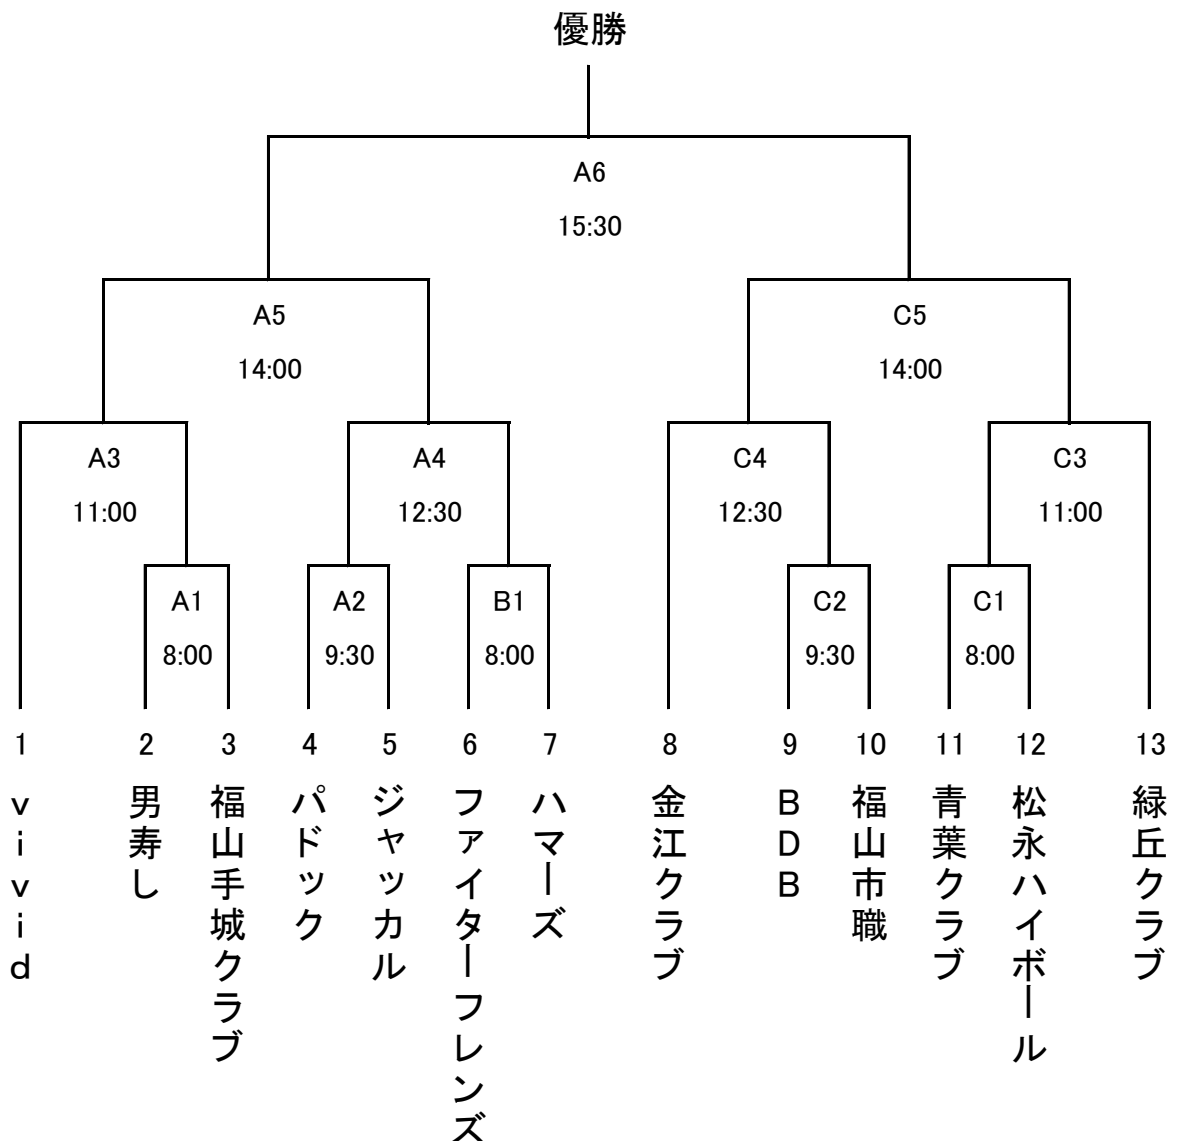 優勝
A6
15:30
A5
C5
14:00
14:00
A3
A4
C4
C3
11:00
12:30
12:30
11:00
A1
A2
B1
C2
C1
8:00
9:30
8:00
9:30
8:00
1
2
3
4
5
6
7
8
9
10
11
12
13
vivid
男寿し
福山手城クラブ
パドック
ジャッカル
ファイターフレンズ
ハマーズ
金江クラブ
BDB
福山市職
青葉クラブ
松永ハイボール
緑丘クラブ